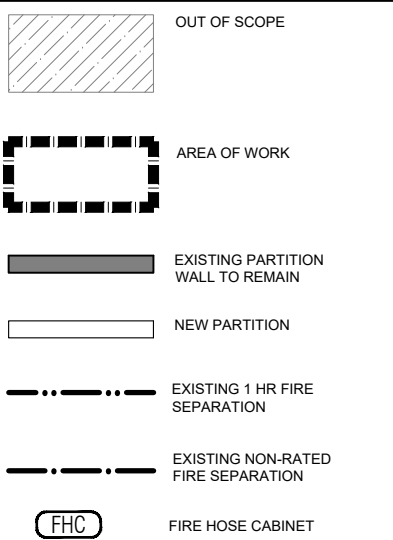 OUT OF SCOPE
AREA OF WORK
EXISTING PARTITION
WALL TO REMAIN
NEW PARTITION
EXISTING 1 HR FIRE
SEPARATION
EXISTING NON-RATED
FIRE SEPARATION
FHC
FIRE HOSE CABINET